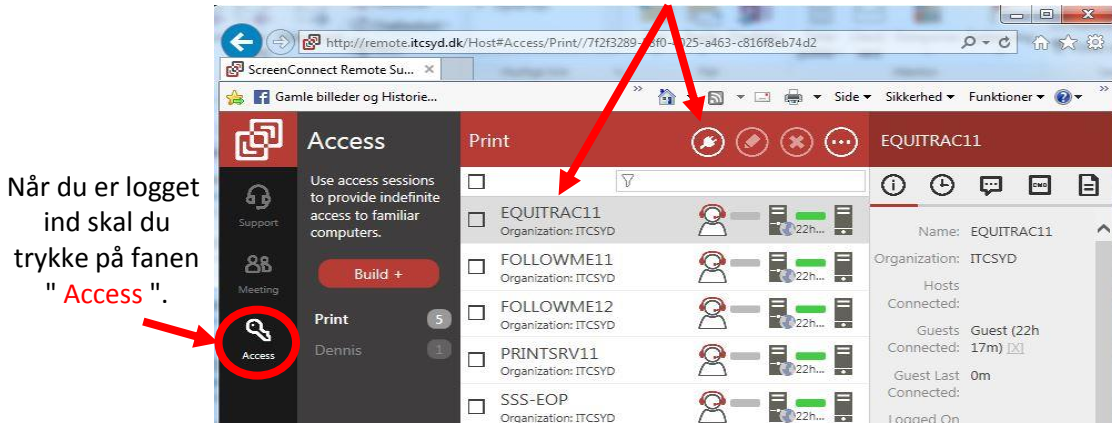 Når du er logget
ind skal du
trykke på fanen
" Access ".
http://remote.itcsyd.dk/Host#Access/Print//7f2f3289-
025-a463-c816f8eb74d2
ScreenConnect Remote Su...
Gamle billeder og Historie...
Side
Sikkerhed
Funktioner
Support
Meeting
Access
Access
Use access sessions
to provide indefinite
access to familiar
computers.
Build +
Print 5
Dennis 1
Print
EQUITRAC11
Organization: ITCSYD
22h...
FOLLOWME11
Organization: ITCSYD
22h...
FOLLOWME12
Organization: ITCSYD
22h...
PRINTSRV11
Organization: ITCSYD
22h...
SSS-EOP
Organization: ITCSYD
22h...
EQUITRAC11
CMD
Name: EQUITRAC11
Organization: ITCSYD
Hosts
Connected:
Guests Guest (22h
Connected: 17m) [X]
Guest Last 0m
Connected:
Logged On